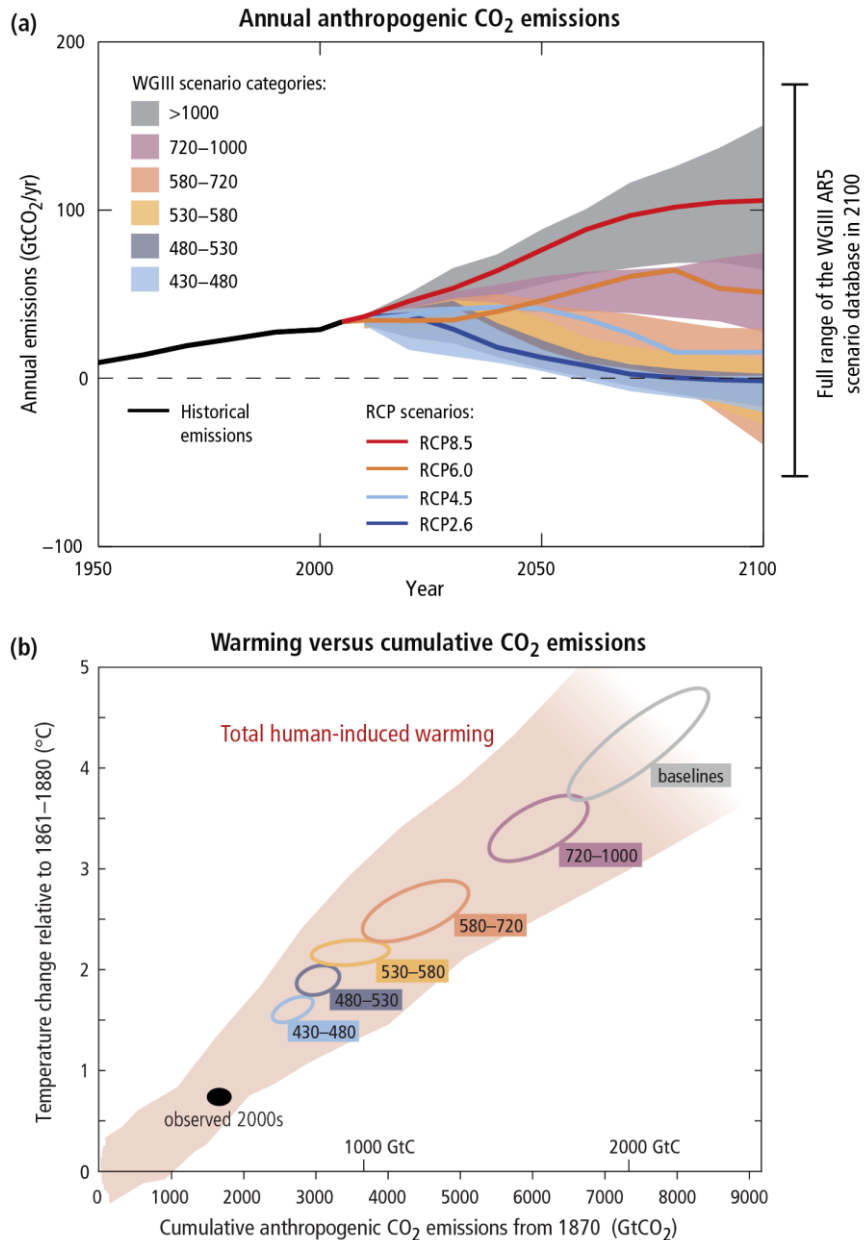 (a)
Annual anthropogenic CO₂ emissions
200
100
0
−100
Annual emissions (GtCO₂/yr)
WGIII scenario categories:
>1000
720–1000
580–720
530–580
480–530
430–480
Historical
emissions
RCP scenarios:
RCP8.5
RCP6.0
RCP4.5
RCP2.6
1950
2000
2050
2100
Year
Full range of the WGIII AR5
scenario database in 2100
(b)
Warming versus cumulative CO₂ emissions
5
4
3
2
1
0
Temperature change relative to 1861–1880 (°C)
Total human-induced warming
baselines
720–1000
580–720
530–580
480–530
430–480
observed 2000s
1000 GtC
2000 GtC
0
1000
2000
3000
4000
5000
6000
7000
8000
9000
Cumulative anthropogenic CO₂ emissions from 1870 (GtCO₂)